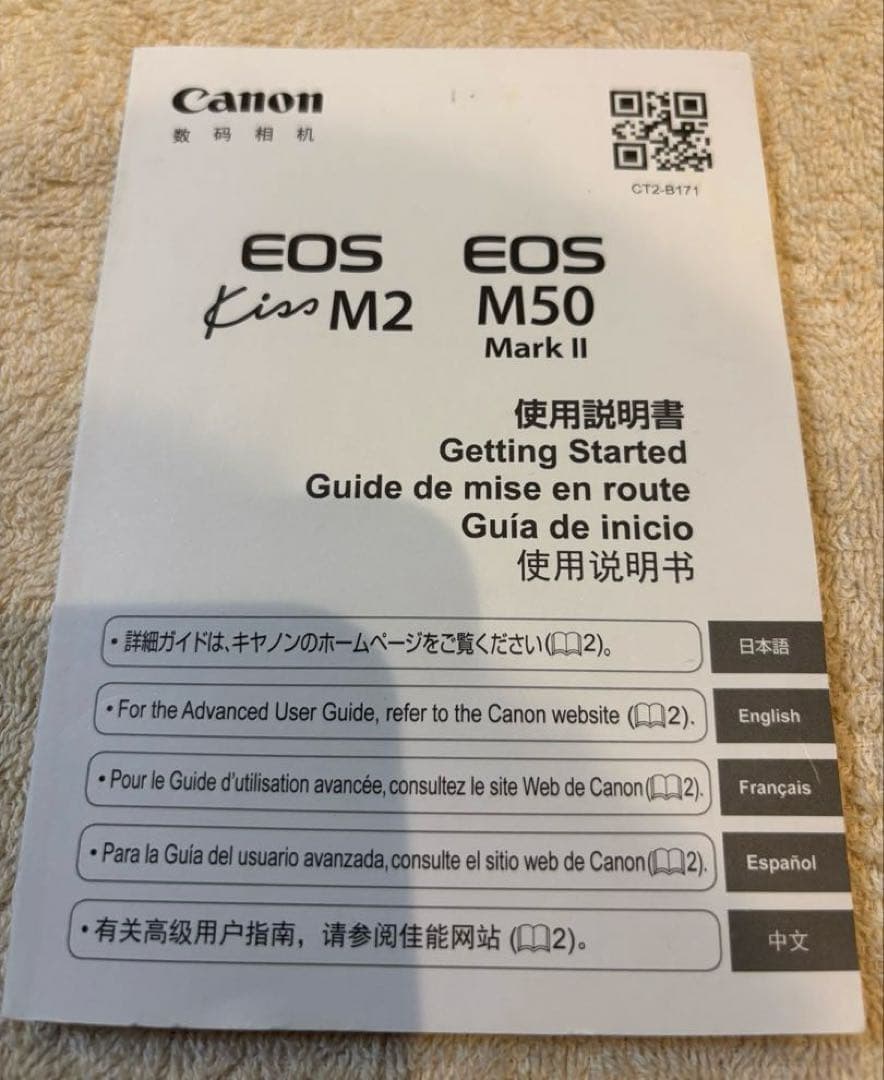 Canon
数码相机
CT2-B171
EOS Kiss M2
EOS M50 Mark II
使用説明書
Getting Started
Guide de mise en route
Guía de inicio
使用说明书
• 詳細ガイドは、キヤノンのホームページをご覧ください(📖2)。
日本語
• For the Advanced User Guide, refer to the Canon website (📖2).
English
• Pour le Guide d'utilisation avancée, consultez le site Web de Canon (📖2).
Français
• Para la Guía del usuario avanzada, consulte el sitio web de Canon (📖2).
Español
• 有关高级用户指南，请参阅佳能网站 (📖2)。
中文